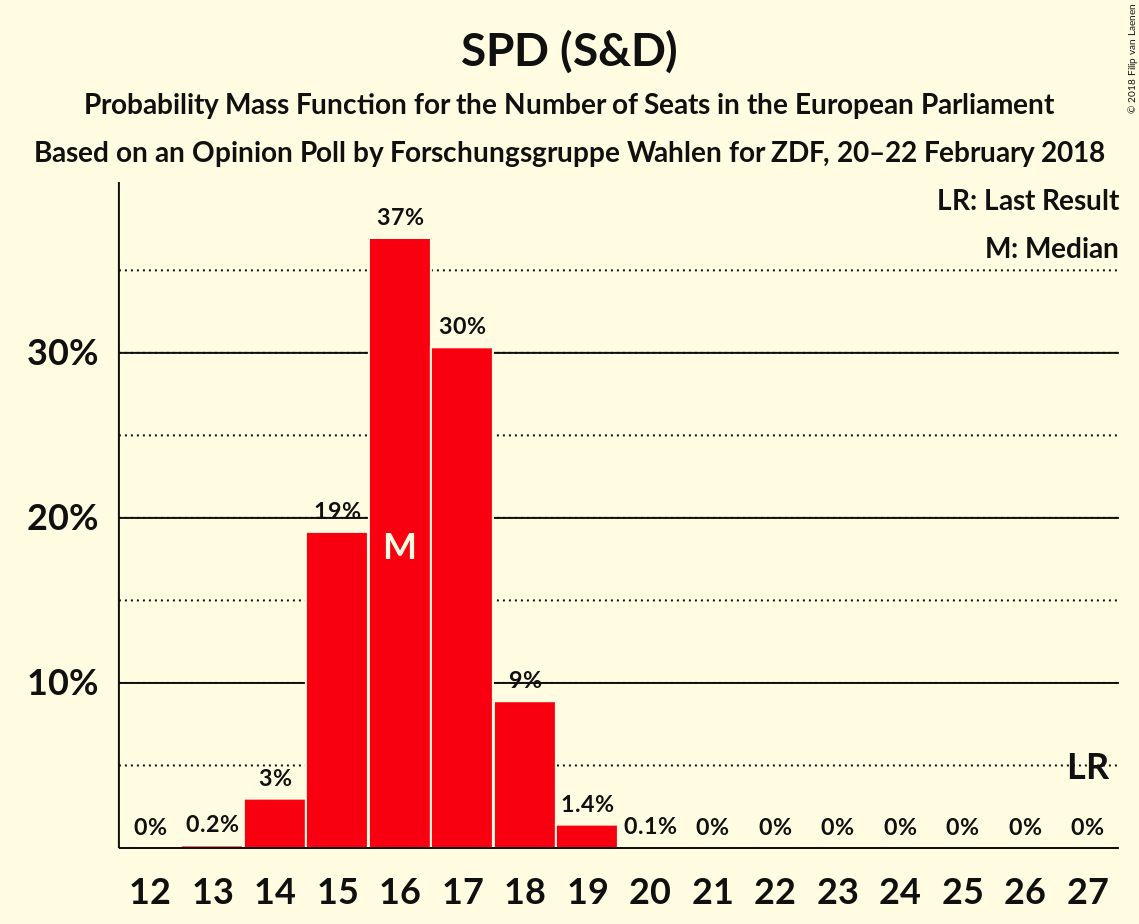 SPD (S&D)
Probability Mass Function for the Number of Seats in the European Parliament
Based on an Opinion Poll by Forschungsgruppe Wahlen for ZDF, 20–22 February 2018
© 2018 Filip van Laenen
LR: Last Result
M: Median
37%
30%
30%
19%
20%
M
9%
10%
LR
3%
1.4%
0% 0.2% 0.1% 0% 0% 0% 0% 0% 0% 0%
12 13 14 15 16 17 18 19 20 21 22 23 24 25 26 27